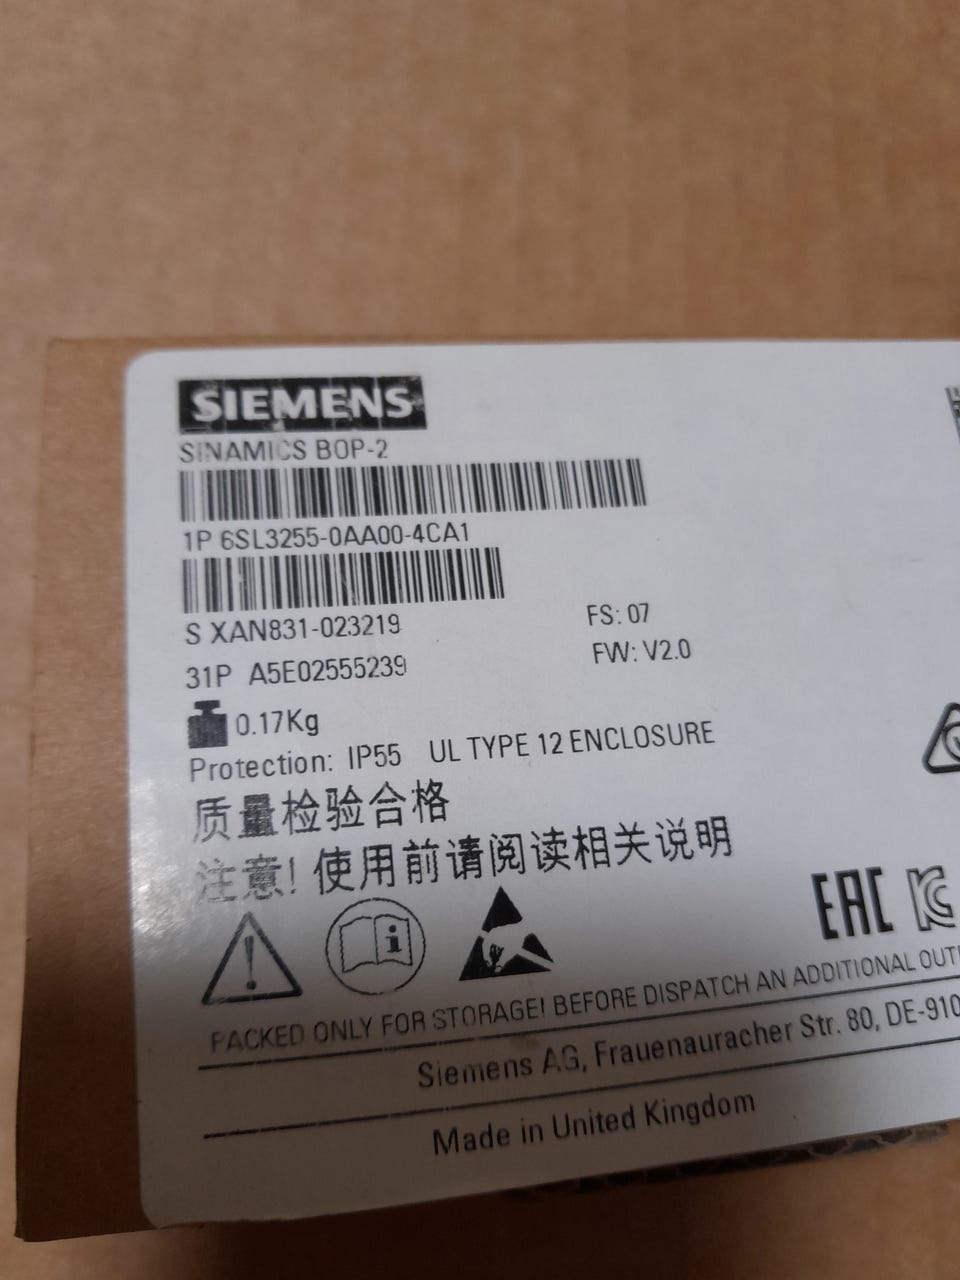 SIEMENS
SINAMICS BOP-2
1P 6SL3255-0AA00-4CA1
S XAN831-023219
FS: 07
31P A5E02555239
FW: V2.0
0.17Kg
Protection: IP55 UL TYPE 12 ENCLOSURE
质量检验合格
注意! 使用前请阅读相关说明
EAC
PACKED ONLY FOR STORAGE! BEFORE DISPATCH AN ADDITIONAL
Siemens AG, Frauenauracher Str. 80, DE-910
Made in United Kingdom